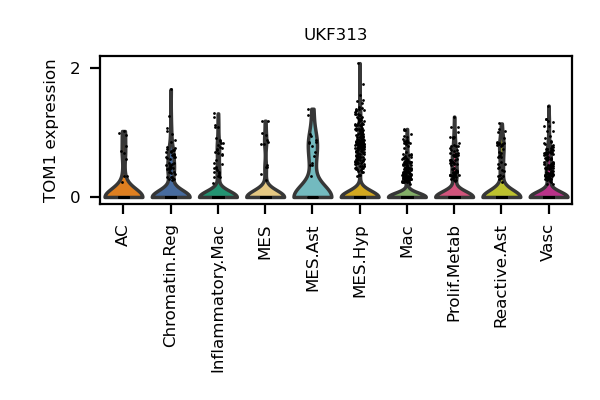 UKF313
TOM1 expression
2
0
AC
Chromatin.Reg
Inflammatory.Mac
MES
MES.Ast
MES.Hyp
Mac
Prolif.Metab
Reactive.Ast
Vasc